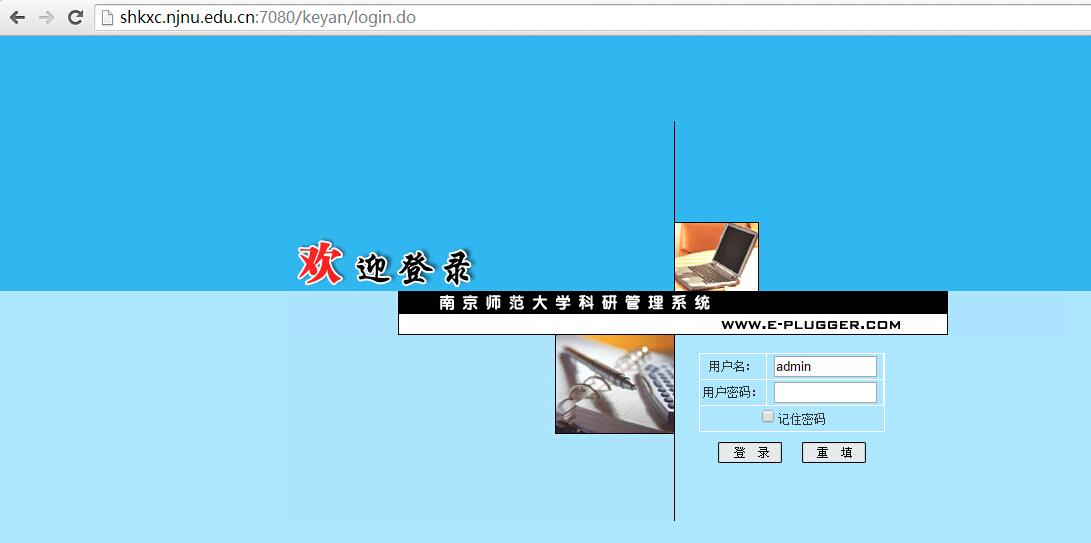 shkxc.njnu.edu.cn:7080/keyan/login.do
欢迎登录
南京师范大学科研管理系统
WWW.E-PLUGGER.COM
用户名： admin
用户密码：
记住密码
登 录 重 填